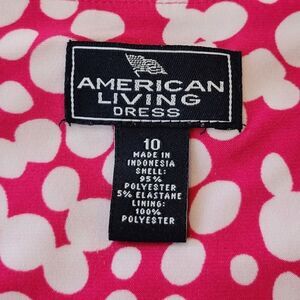 AMERICAN
LIVING
DRESS
10
MADE IN
INDONESIA
SHELL:
95%
POLYESTER
5% ELASTANE
LINING:
100%
POLYESTER